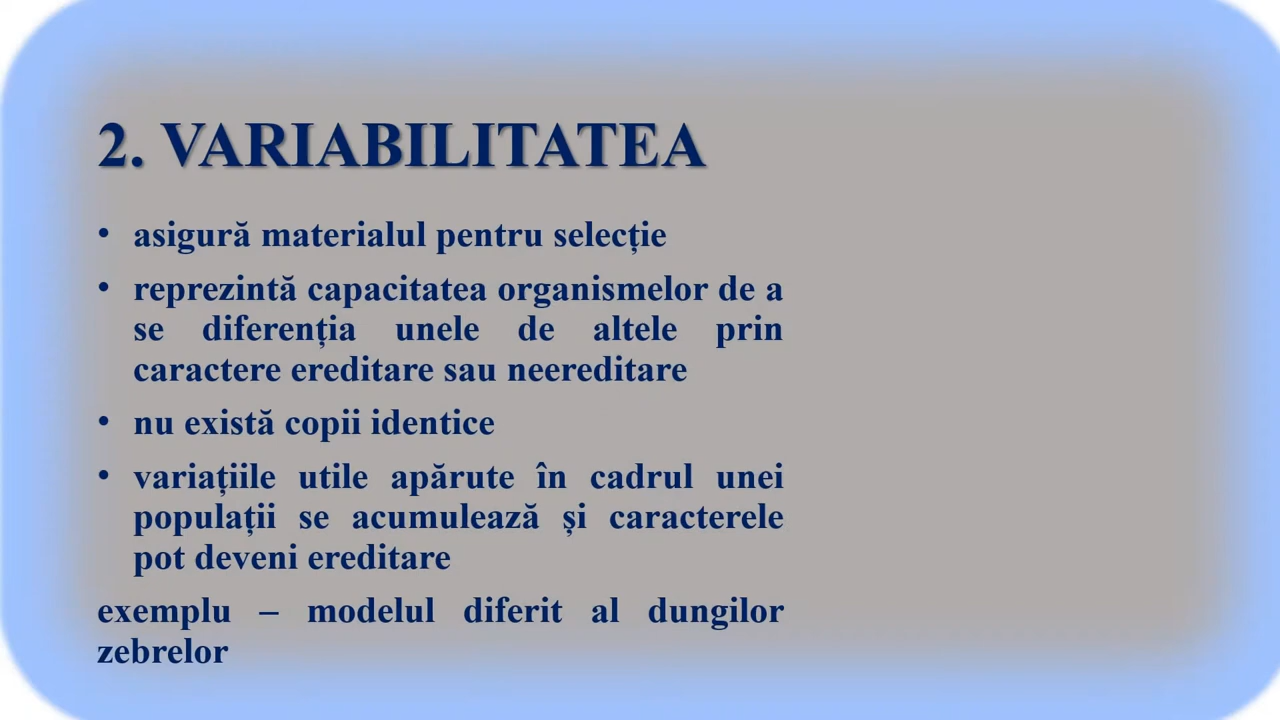 2. VARIABILITATEA
• asigură materialul pentru selecție
• reprezintă capacitatea organismelor de a
se diferenția unele de altele prin
caractere ereditare sau neereditare
• nu există copii identice
• variațiile utile apărute în cadrul unei
populații se acumulează și caracterele
pot deveni ereditare
exemplu – modelul diferit al dungilor
zebrelor